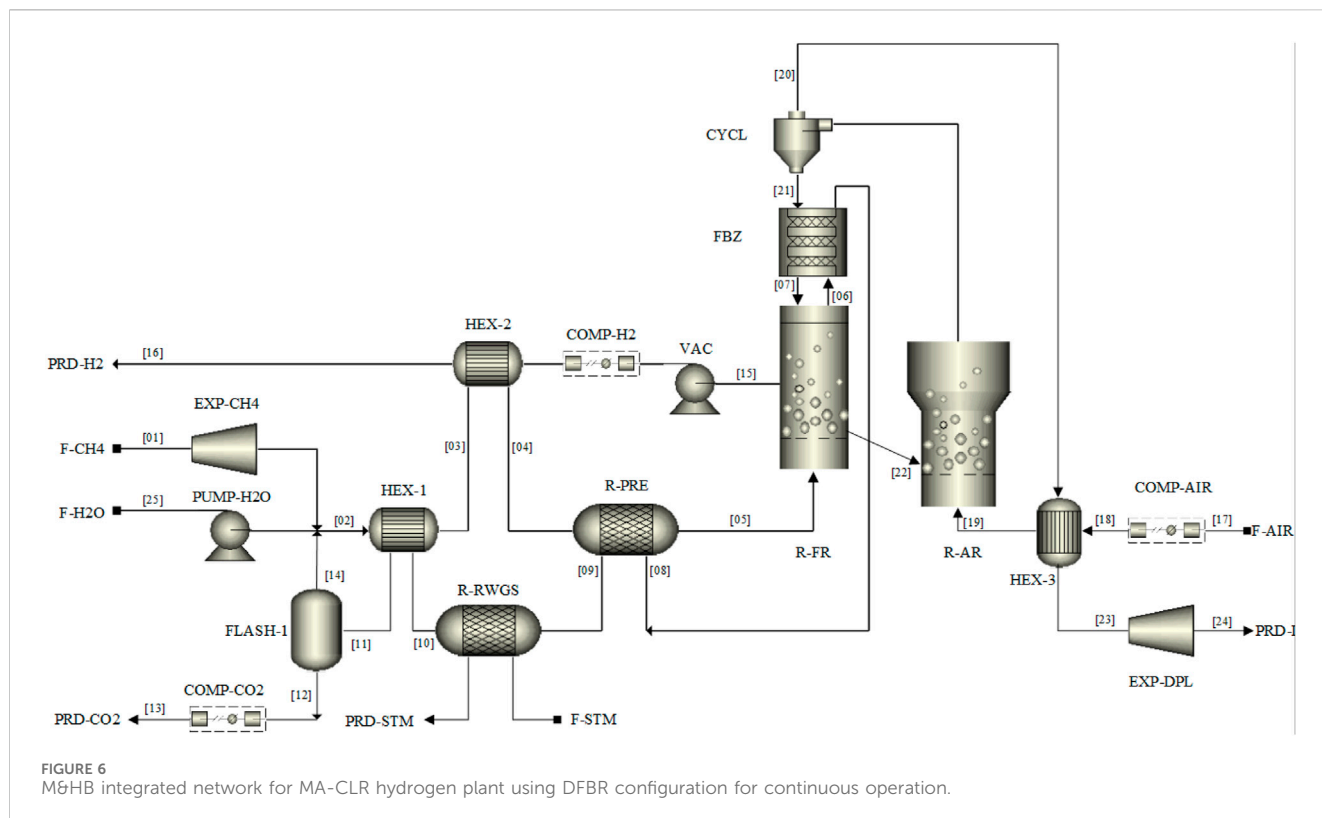 [20]
CYCL
[21]
FBZ
[07]
[06]
HEX-2
COMP-H2
VAC
[16]
PRD-H2
[15]
EXP-CH4
[03]
[04]
[01]
F-CH4
HEX-1
R-PRE
[22]
COMP-AIR
[25]
PUMP-H2O
F-H2O
[02]
[05]
R-FR
[19]
R-AR
[18]
[17]
F-AIR
HEX-3
[14]
[09]
[08]
R-RWGS
FLASH-1
[11]
[10]
[23]
[24]
PRD-I
[12]
COMP-CO2
EXP-DPL
[13]
PRD-CO2
PRD-STM
F-STM
FIGURE 6
M&HB integrated network for MA-CLR hydrogen plant using DFBR configuration for continuous operation.